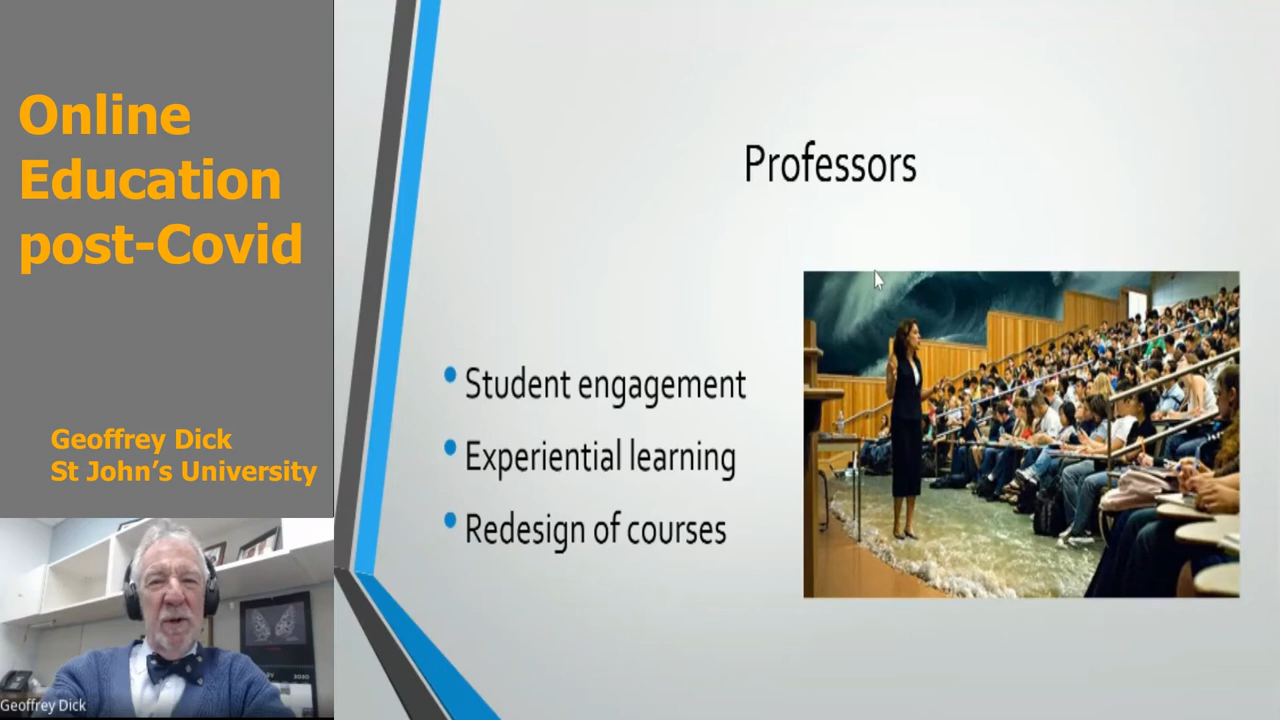 Online
Education
post-Covid
Geoffrey Dick
St John’s University
Geoffrey Dick
Professors
• Student engagement
• Experiential learning
• Redesign of courses